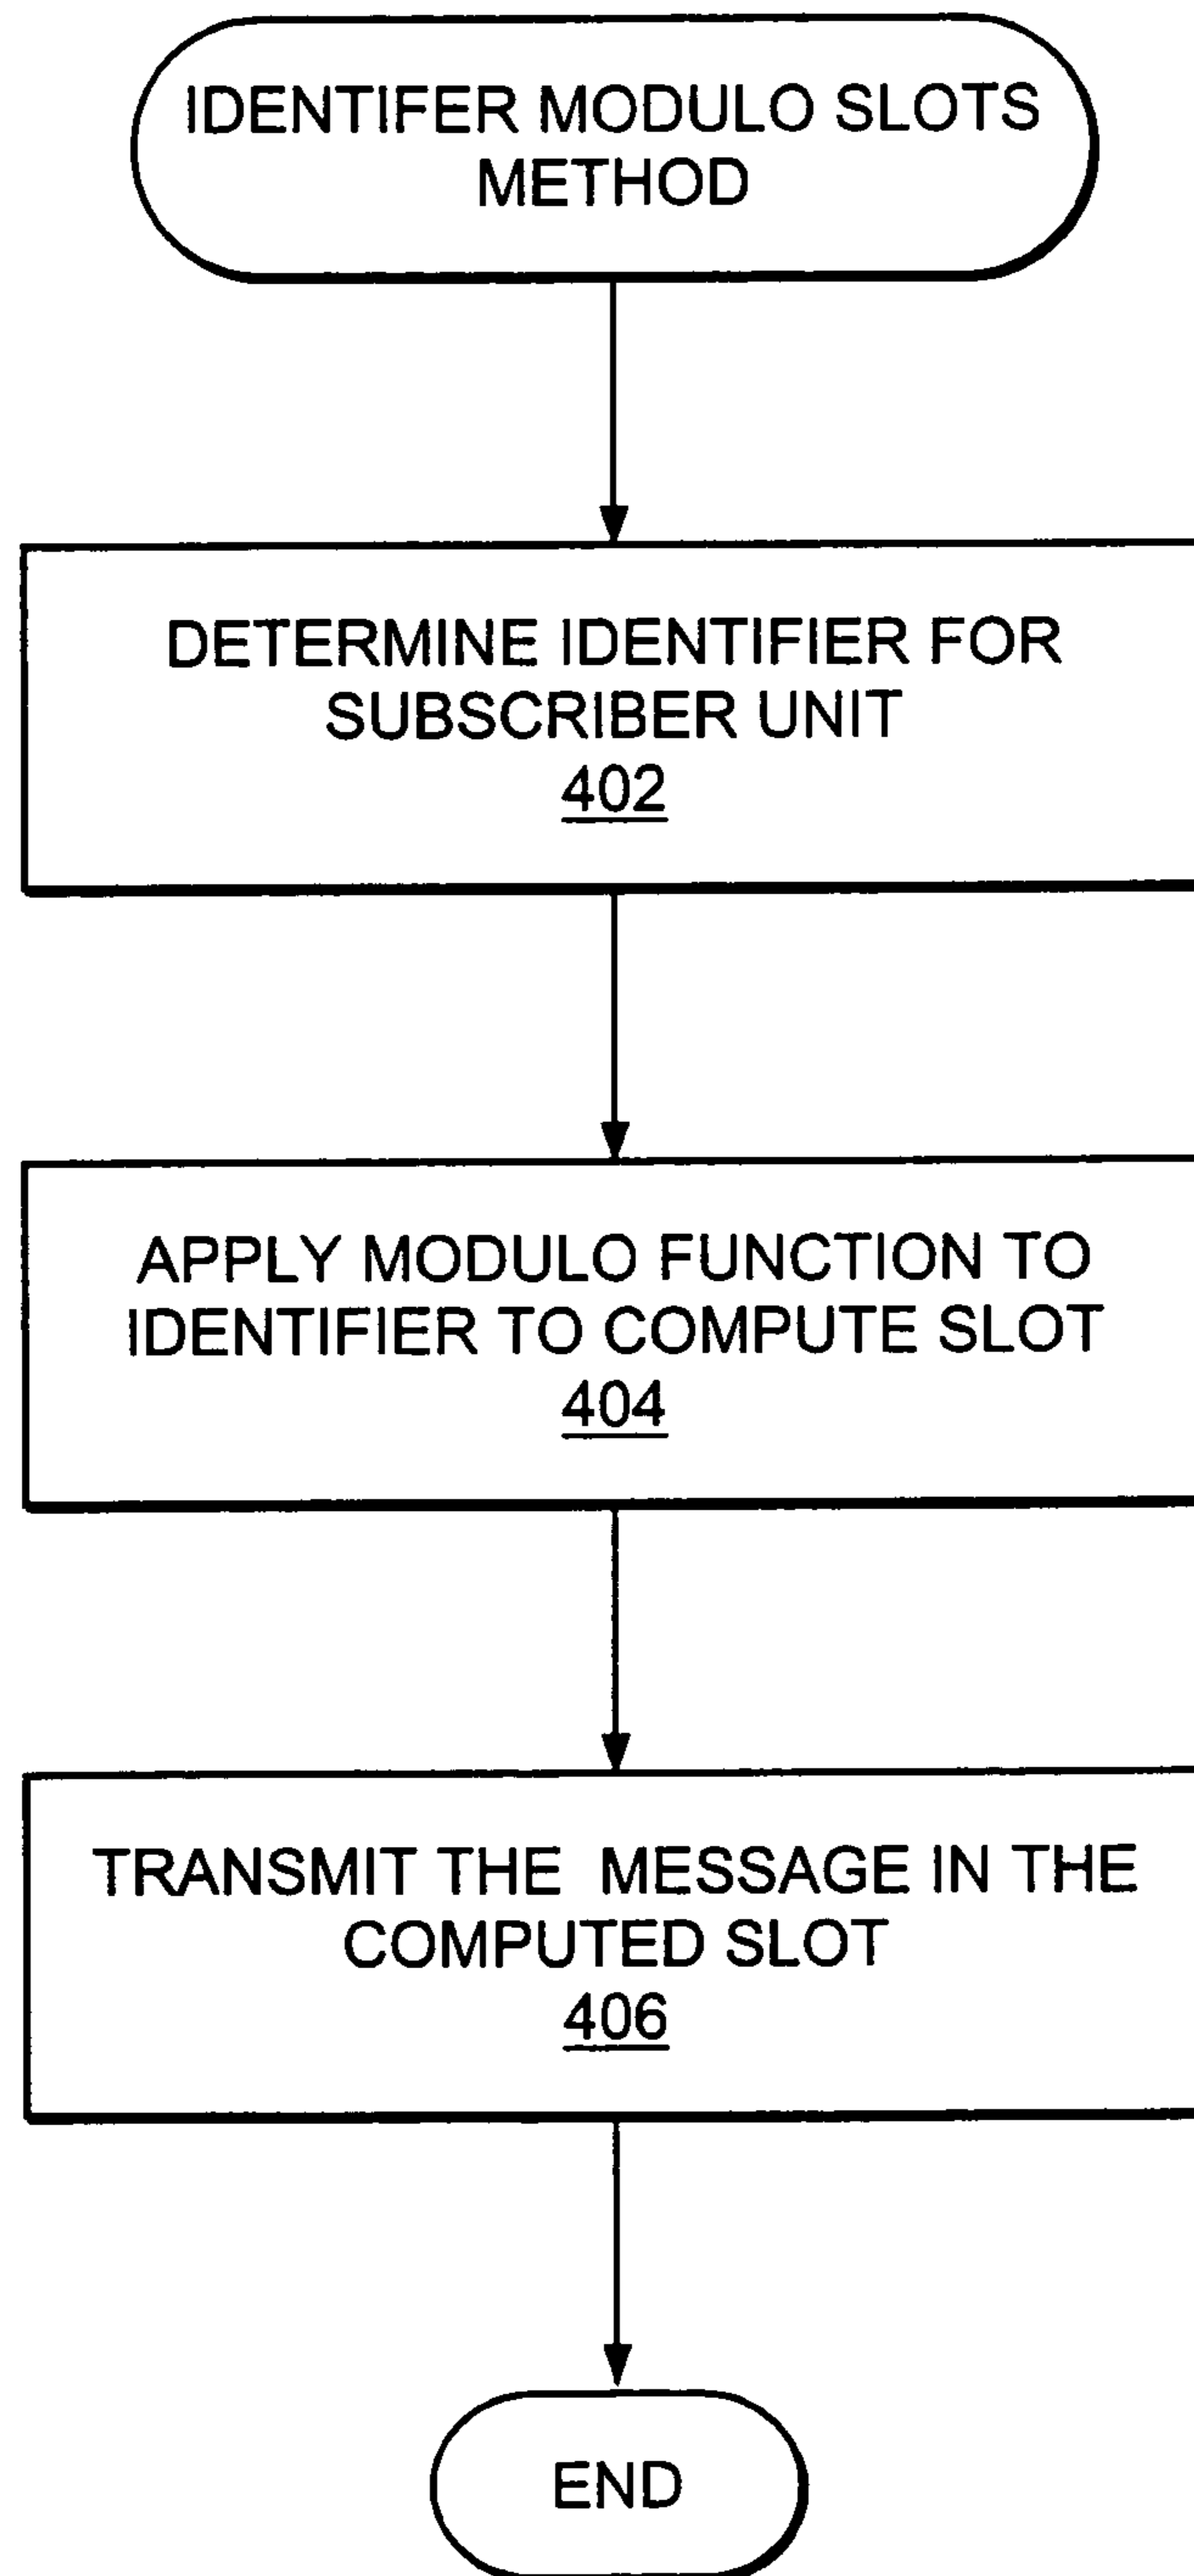 IDENTIFER MODULO SLOTS
METHOD
DETERMINE IDENTIFIER FOR
SUBSCRIBER UNIT
402
APPLY MODULO FUNCTION TO
IDENTIFIER TO COMPUTE SLOT
404
TRANSMIT THE MESSAGE IN THE
COMPUTED SLOT
406
END